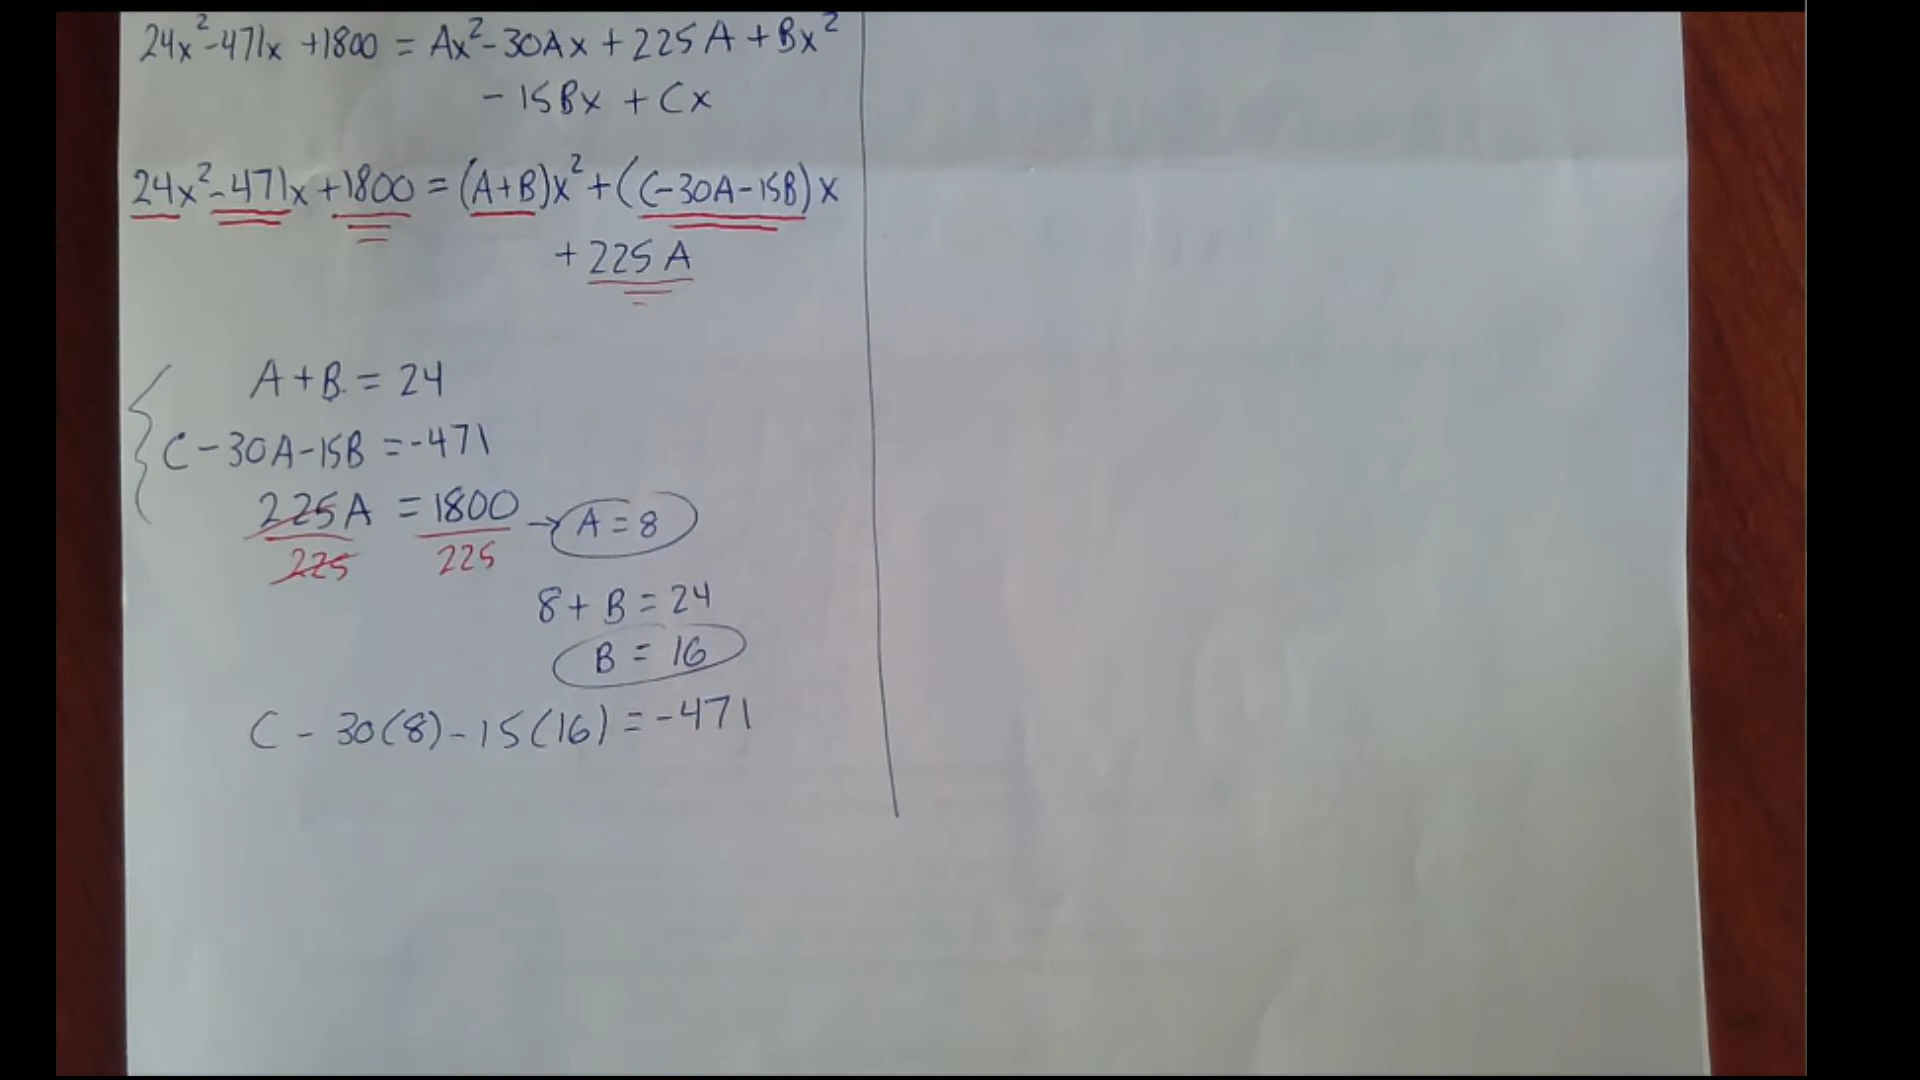 24x²-471x +1800 = Ax²-30Ax + 225A + Bx²
- 15Bx + Cx
24x²-471x +1800 = (A+B)x² + (C-30A-15B)x
+ 225 A
A+B = 24
C - 30A-15B = -471
225A = 1800 → A = 8
225 225
8 + B = 24
B = 16
C - 30(8) - 15(16) = -471